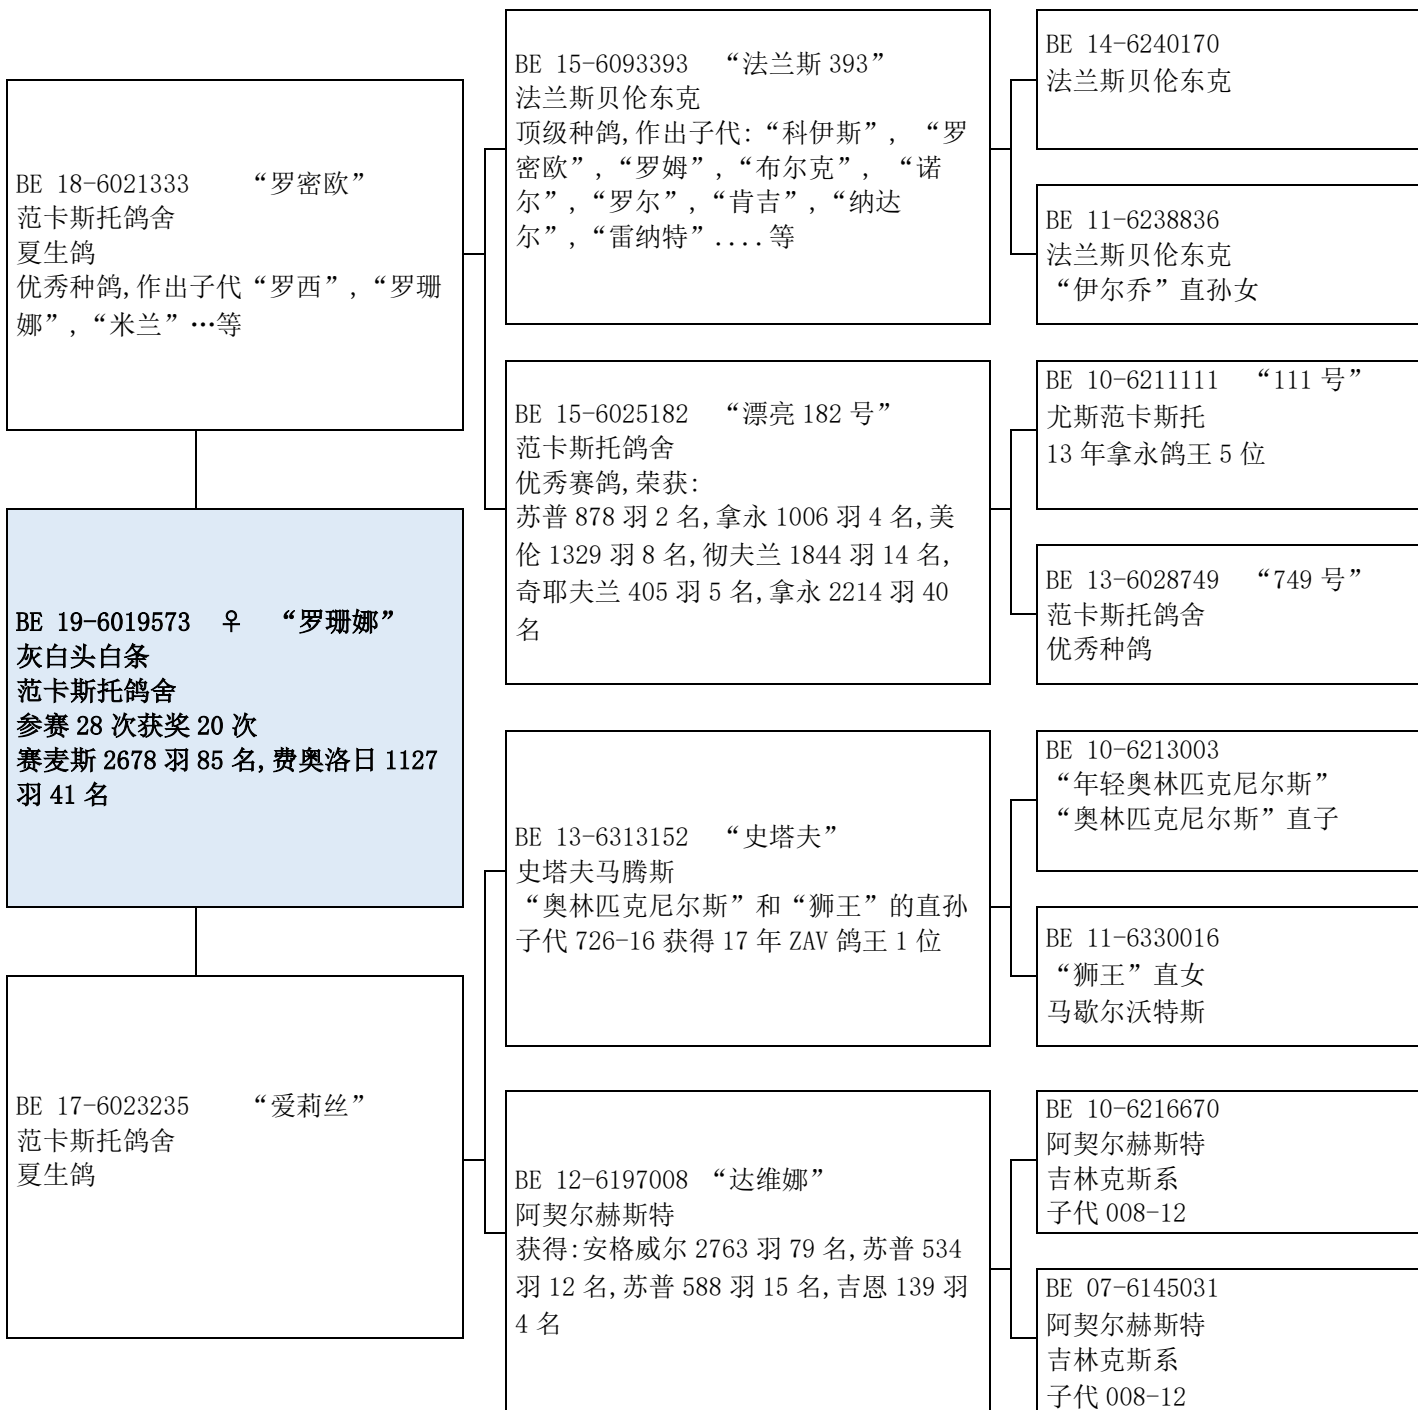 BE 18-6021333 “罗密欧”
范卡斯托鸽舍
夏生鸽
优秀种鸽,作出子代“罗西”,“罗珊
娜”,“米兰”…等
BE 19-6019573 ♀ “罗珊娜”
灰白头白条
范卡斯托鸽舍
参赛 28 次获奖 20 次
赛麦斯 2678 羽 85 名,费奥洛日 1127
羽 41 名
BE 17-6023235 “爱莉丝”
范卡斯托鸽舍
夏生鸽
BE 15-6093393 “法兰斯 393”
法兰斯贝伦东克
顶级种鸽,作出子代:“科伊斯”, “罗
密欧”,“罗姆”,“布尔克”, “诺
尔”,“罗尔”,“肯吉”,“纳达
尔”,“雷纳特”....等
BE 15-6025182 “漂亮 182 号”
范卡斯托鸽舍
优秀赛鸽,荣获:
苏普 878 羽 2 名,拿永 1006 羽 4 名,美
伦 1329 羽 8 名,彻夫兰 1844 羽 14 名,
奇耶夫兰 405 羽 5 名,拿永 2214 羽 40
名
BE 13-6313152 “史塔夫”
史塔夫马腾斯
“奥林匹克尼尔斯”和“狮王”的直孙
子代 726-16 获得 17 年 ZAV 鸽王 1 位
BE 12-6197008 “达维娜”
阿契尔赫斯特
获得:安格威尔 2763 羽 79 名,苏普 534
羽 12 名,苏普 588 羽 15 名,吉恩 139 羽
4 名
BE 14-6240170
法兰斯贝伦东克
BE 11-6238836
法兰斯贝伦东克
“伊尔乔”直孙女
BE 10-6211111 “111 号”
尤斯范卡斯托
13 年拿永鸽王 5 位
BE 13-6028749 “749 号”
范卡斯托鸽舍
优秀种鸽
BE 10-6213003
“年轻奥林匹克尼尔斯”
“奥林匹克尼尔斯”直子
BE 11-6330016
“狮王”直女
马歇尔沃特斯
BE 10-6216670
阿契尔赫斯特
吉林克斯系
子代 008-12
BE 07-6145031
阿契尔赫斯特
吉林克斯系
子代 008-12